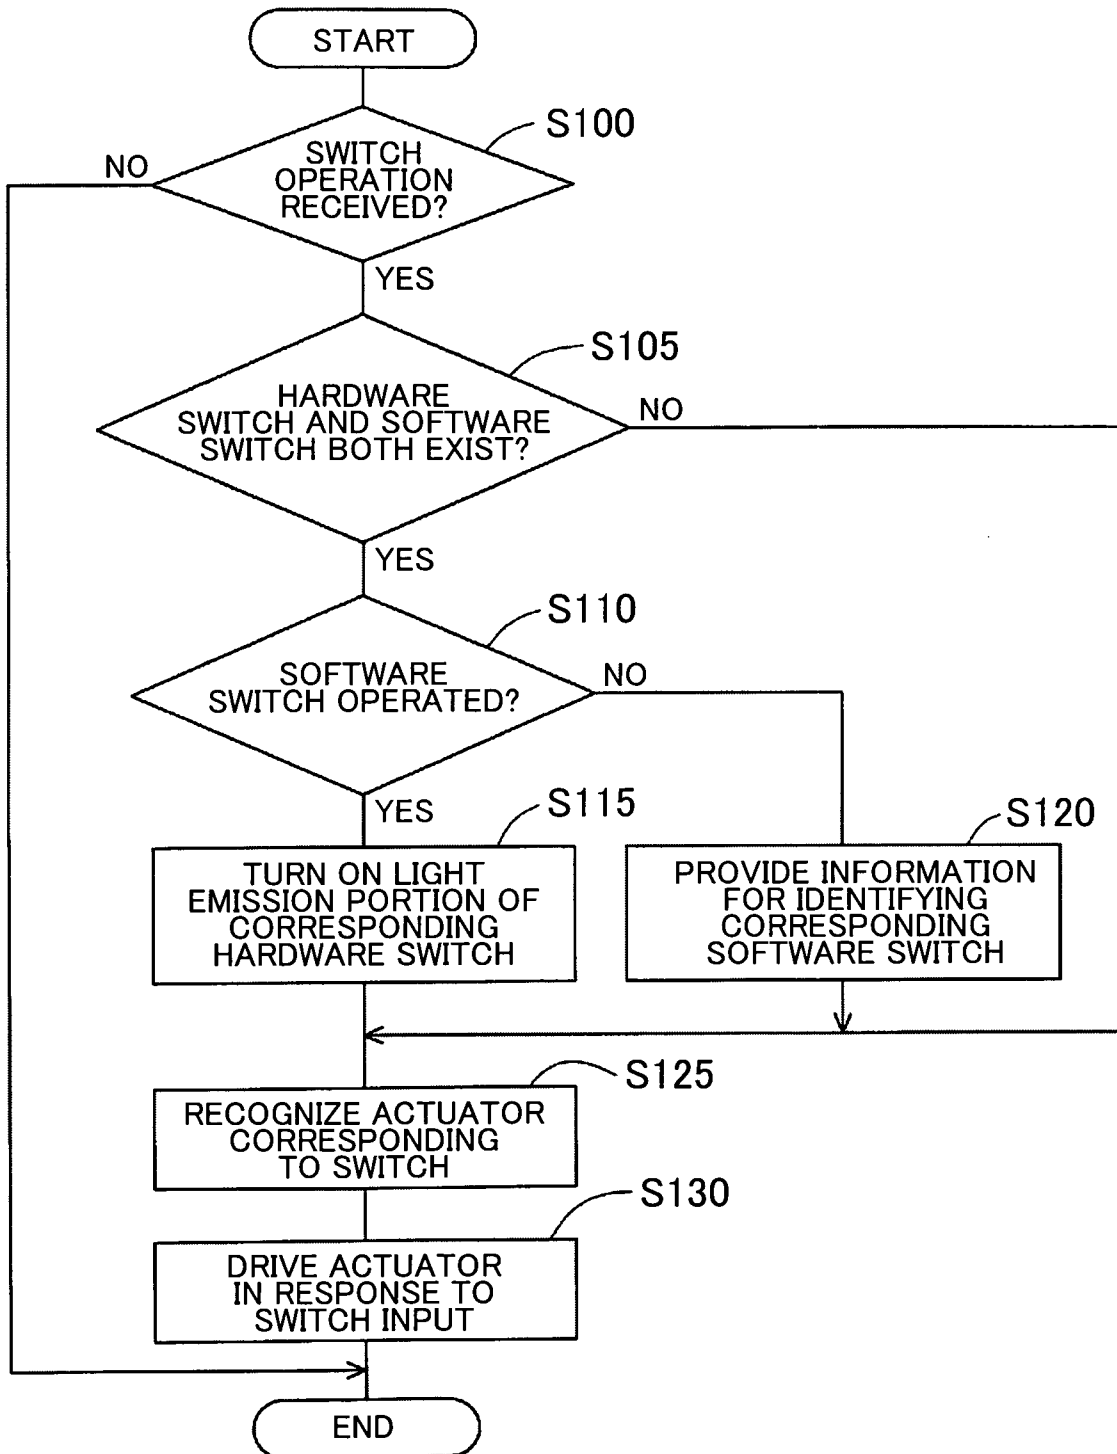 START
S100
NO
SWITCH
OPERATION
RECEIVED?
YES
S105
HARDWARE
SWITCH AND SOFTWARE
SWITCH BOTH EXIST?
NO
YES
S110
SOFTWARE
SWITCH OPERATED?
NO
YES
S115
TURN ON LIGHT
EMISSION PORTION OF
CORRESPONDING
HARDWARE SWITCH
S120
PROVIDE INFORMATION
FOR IDENTIFYING
CORRESPONDING
SOFTWARE SWITCH
S125
RECOGNIZE ACTUATOR
CORRESPONDING
TO SWITCH
S130
DRIVE ACTUATOR
IN RESPONSE TO
SWITCH INPUT
END